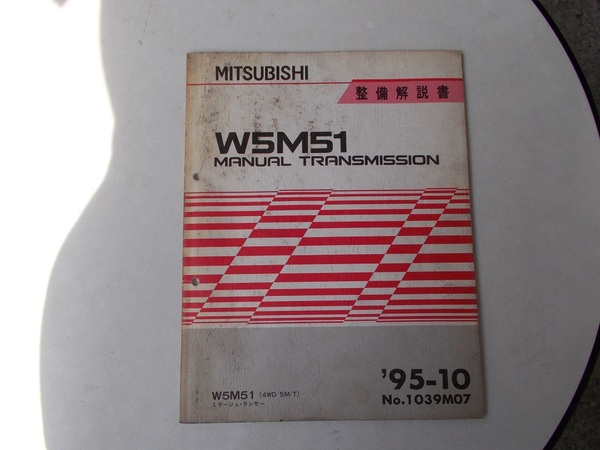 MITSUBISHI
整備解説書
W5M51
MANUAL TRANSMISSION
'95-10
No.1039M07
W5M51 (4WD 5M/T)
ミラージュ・ランサー